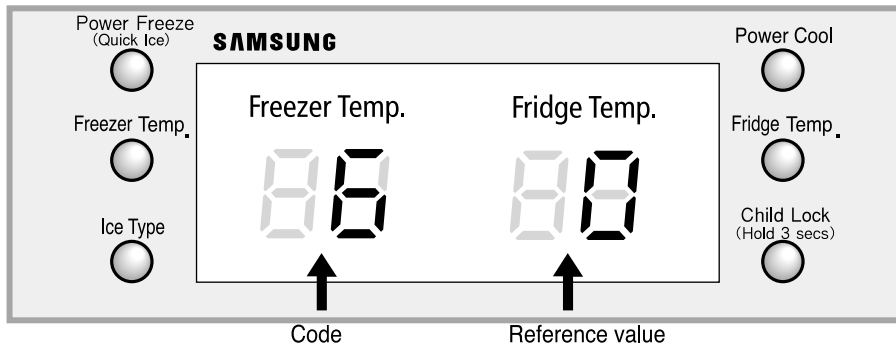 Power Freeze
(Quick Ice)
SAMSUNG
Power Cool
Freezer Temp.
Fridge Temp.
Freezer Temp.
Fridge Temp.
6
0
Ice Type
Child Lock
(Hold 3 secs)
Code
Reference value